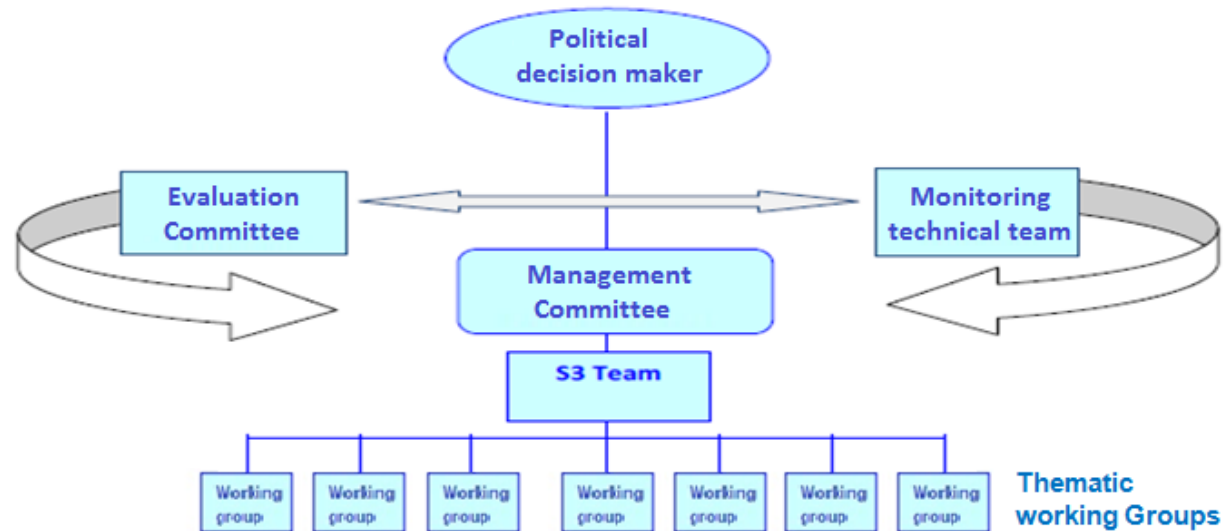 Political
decision maker
Evaluation
Committee
Monitoring
technical team
Management
Committee
S3 Team
Working
group
Working
group
Working
group
Working
group
Working
group
Working
group
Working
group
Thematic
working Groups